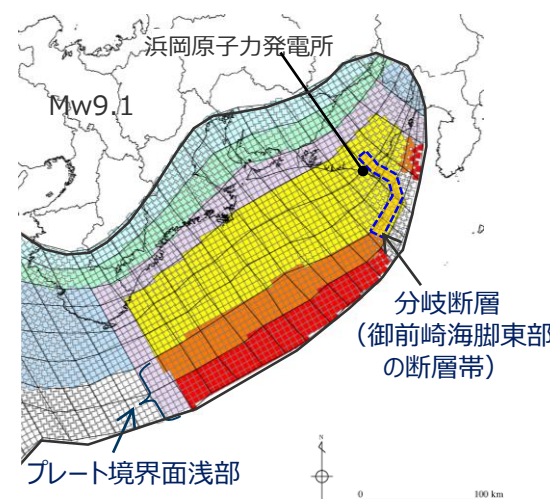 浜岡原子力発電所
Mw9.1
分岐断層
（御前崎海脚東部
の断層帯）
プレート境界面浅部
N
0 100 km